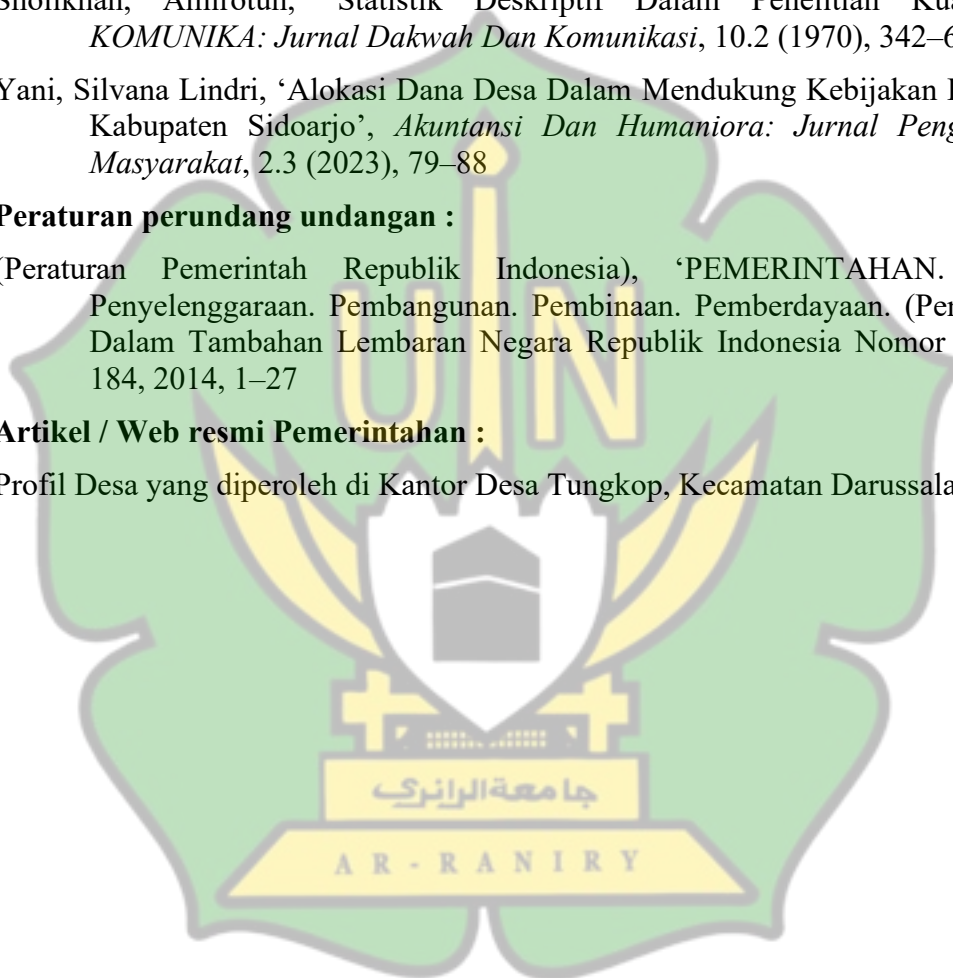 Sholikhah, Amirotun, ‘Statistik Deskriptif Dalam Penelitian
KOMUNIKA: Jurnal Dakwah Dan Komunikasi, 10.2 (1970), 342–6
Yani, Silvana Lindri, ‘Alokasi Dana Desa Dalam Mendukung Kebijakan
Kabupaten Sidoarjo’, Akuntansi Dan Humaniora: Jurnal Peng
Masyarakat, 2.3 (2023), 79–88
Peraturan perundang undangan :
(Peraturan Pemerintah Republik Indonesia), ‘PEMERINTAHAN.
Penyelenggaraan. Pembangunan. Pembinaan. Pemberdayaan. (Pen
Dalam Tambahan Lembaran Negara Republik Indonesia Nomor
184, 2014, 1–27
Artikel / Web resmi Pemerintahan :
Profil Desa yang diperoleh di Kantor Desa Tungkop, Kecamatan Darussala
UIN
جامعة الرانري
AR-RANIRY